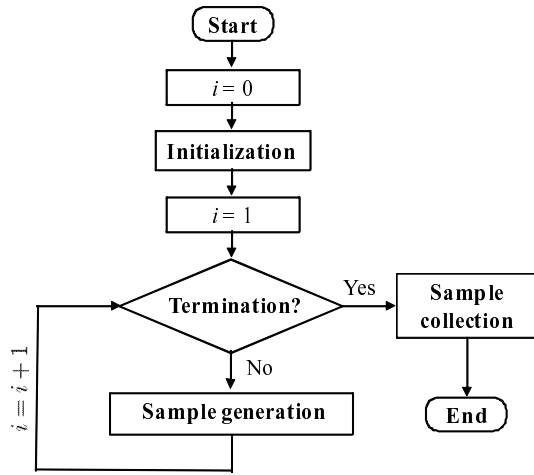 Start
i = 0
Initialization
i = 1
Termination?
Yes
Sample
collection
No
Sample generation
End
i = i + 1